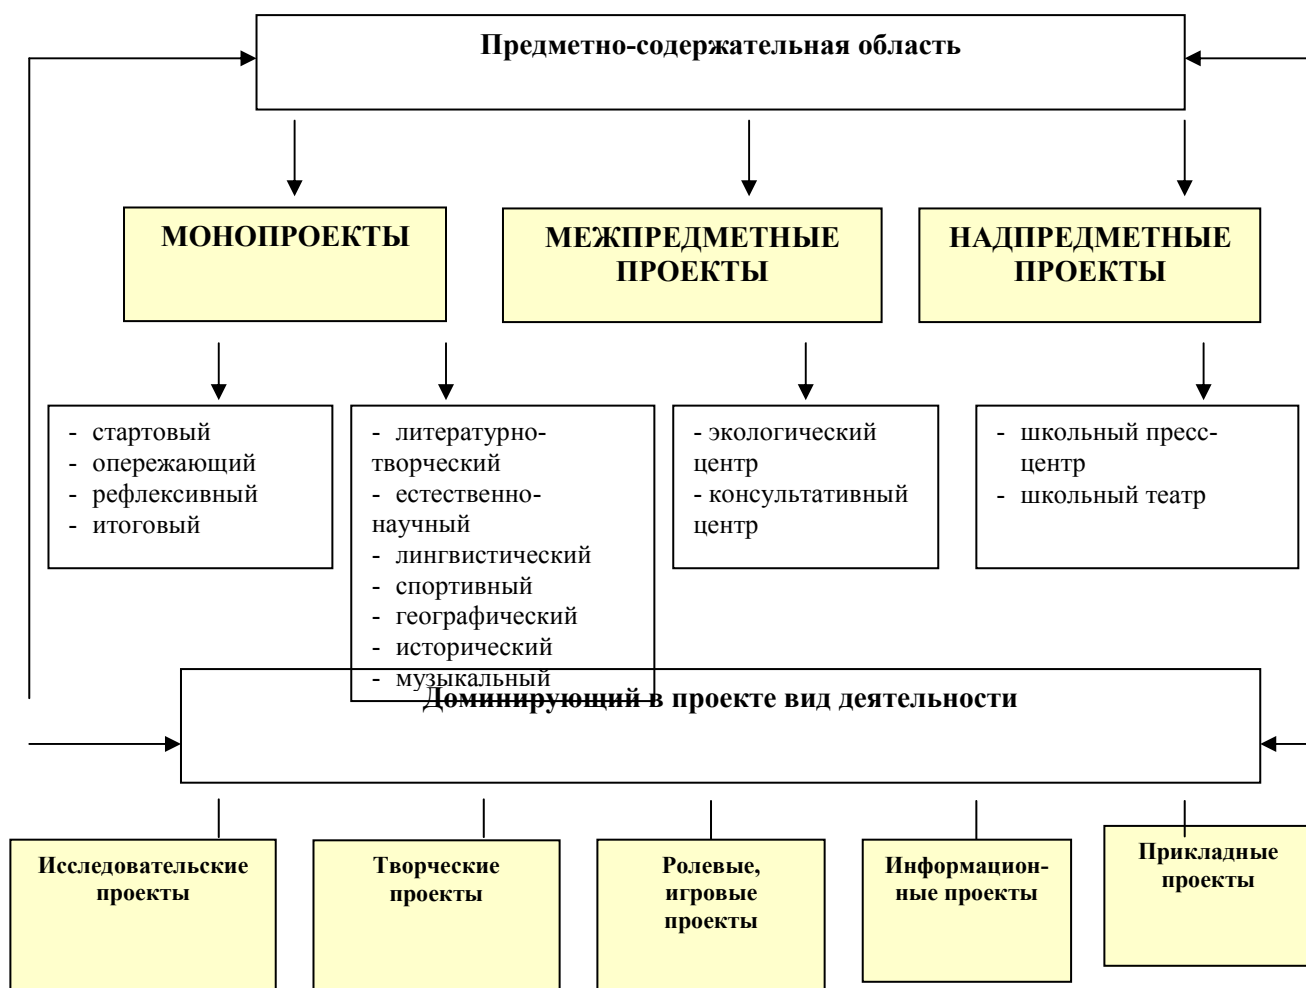 Предметно-содержательная область
МОНОПРОЕКТЫ
МЕЖПРЕДМЕТНЫЕ
ПРОЕКТЫ
НАДПРЕДМЕТНЫЕ
ПРОЕКТЫ
- стартовый
- опережающий
- рефлексивный
- итоговый
- литературно-
творческий
- естественно-
научный
- лингвистический
- спортивный
- географический
- исторический
- музыкальный
- экологический
центр
- консультативный
центр
- школьный пресс-
центр
- школьный театр
Доминирующий в проекте вид деятельности
Исследовательские
проекты
Творческие
проекты
Ролевые,
игровые
проекты
Информацион-
ные проекты
Прикладные
проекты